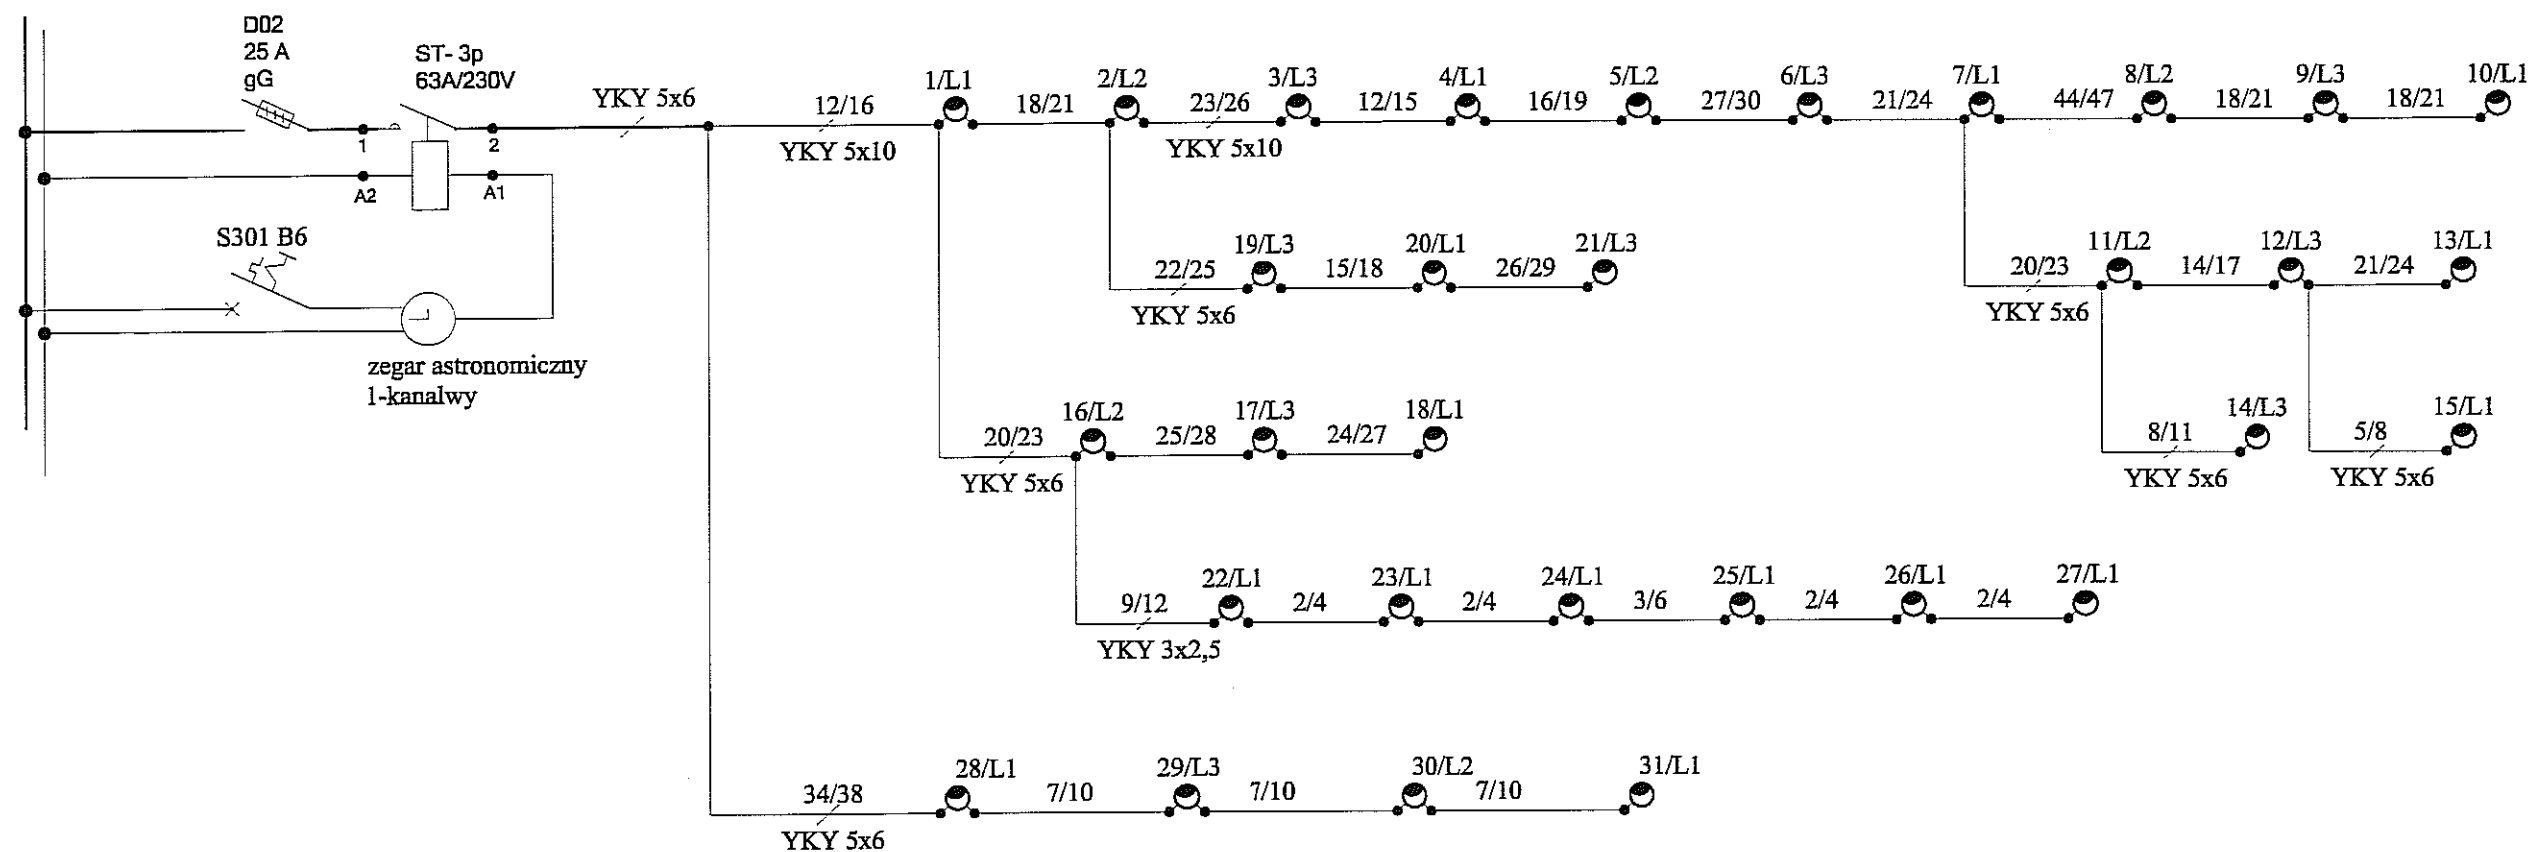 D02
25 A
gG
ST- 3p
63A/230V
1
2
A2
A1
S301 B6
zegar astronomiczny
1-kanalwy
YKY 5x6
12/16
YKY 5x10
1/L1
18/21
2/L2
23/26
YKY 5x10
3/L3
12/15
4/L1
16/19
5/L2
27/30
6/L3
21/24
7/L1
44/47
8/L2
18/21
9/L3
18/21
10/L1
22/25
YKY 5x6
19/L3
15/18
20/L1
26/29
21/L3
20/23
YKY 5x6
11/L2
14/17
12/L3
21/24
13/L1
20/23
YKY 5x6
16/L2
25/28
17/L3
24/27
18/L1
8/11
YKY 5x6
14/L3
5/8
YKY 5x6
15/L1
9/12
YKY 3x2,5
22/L1
2/4
23/L1
2/4
24/L1
3/6
25/L1
2/4
26/L1
2/4
27/L1
34/38
YKY 5x6
28/L1
7/10
29/L3
7/10
30/L2
7/10
31/L1